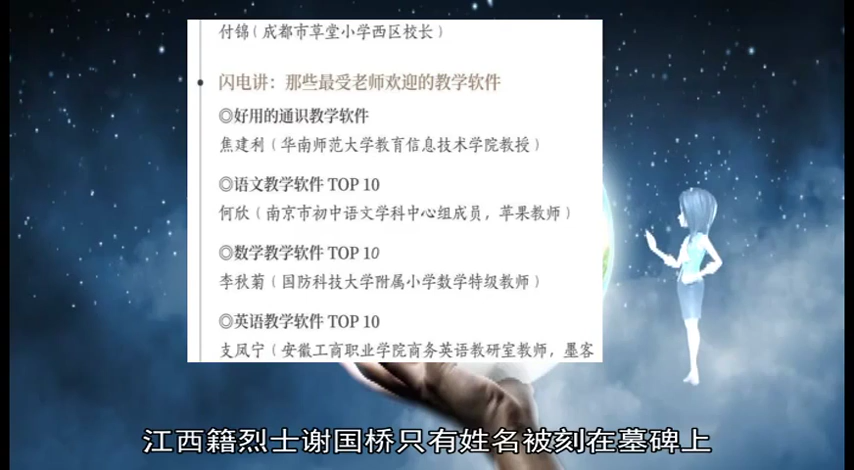 付锦（成都市草堂小学西区校长）
闪电讲：那些最受老师欢迎的教学软件
◎好用的通识教学软件
焦建利（华南师范大学教育信息技术学院教授）
◎语文教学软件 TOP 10
何欣（南京市初中语文学科中心组成员，苹果教师）
◎数学教学软件 TOP 10
李秋菊（国防科技大学附属小学数学特级教师）
◎英语教学软件 TOP 10
支凤宁（安徽工商职业学院商务英语教研室教师，墨客
江西籍烈士谢国桥只有姓名被刻在墓碑上